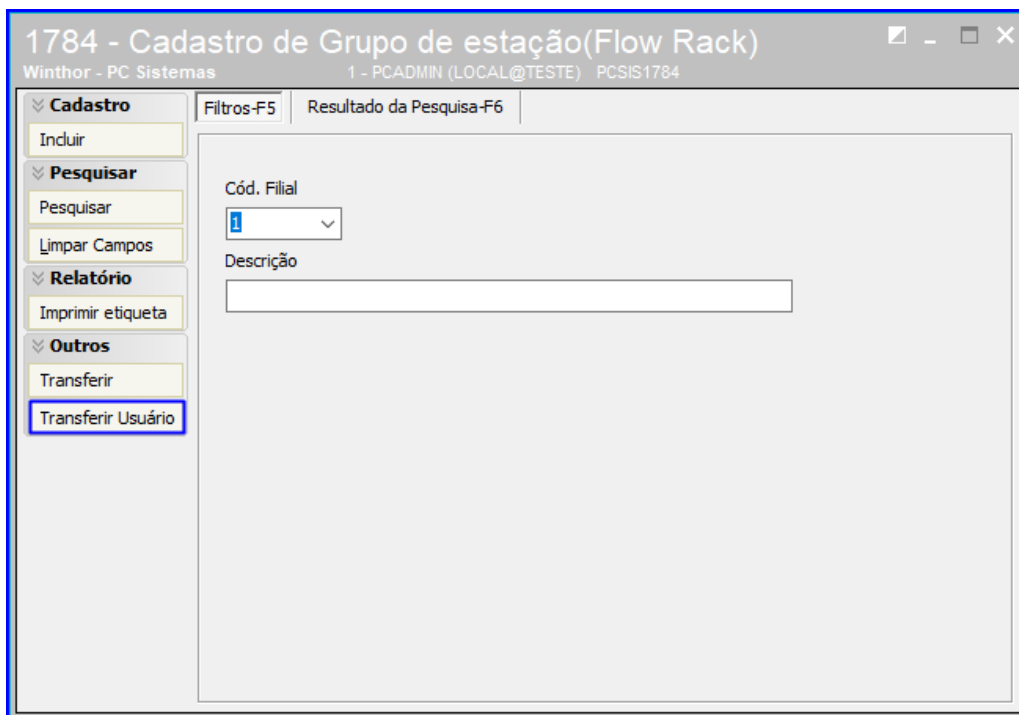 1784 - Cadastro de Grupo de estação(Flow Rack)
Winthor - PC Sistemas 1 - PCADMIN (LOCAL@TESTE) PCSIS1784
Cadastro
Incluir
Pesquisar
Pesquisar
Limpar Campos
Relatório
Imprimir etiqueta
Outros
Transferir
Transferir Usuário
Filtros-F5 Resultado da Pesquisa-F6
Cód. Filial
1
Descrição